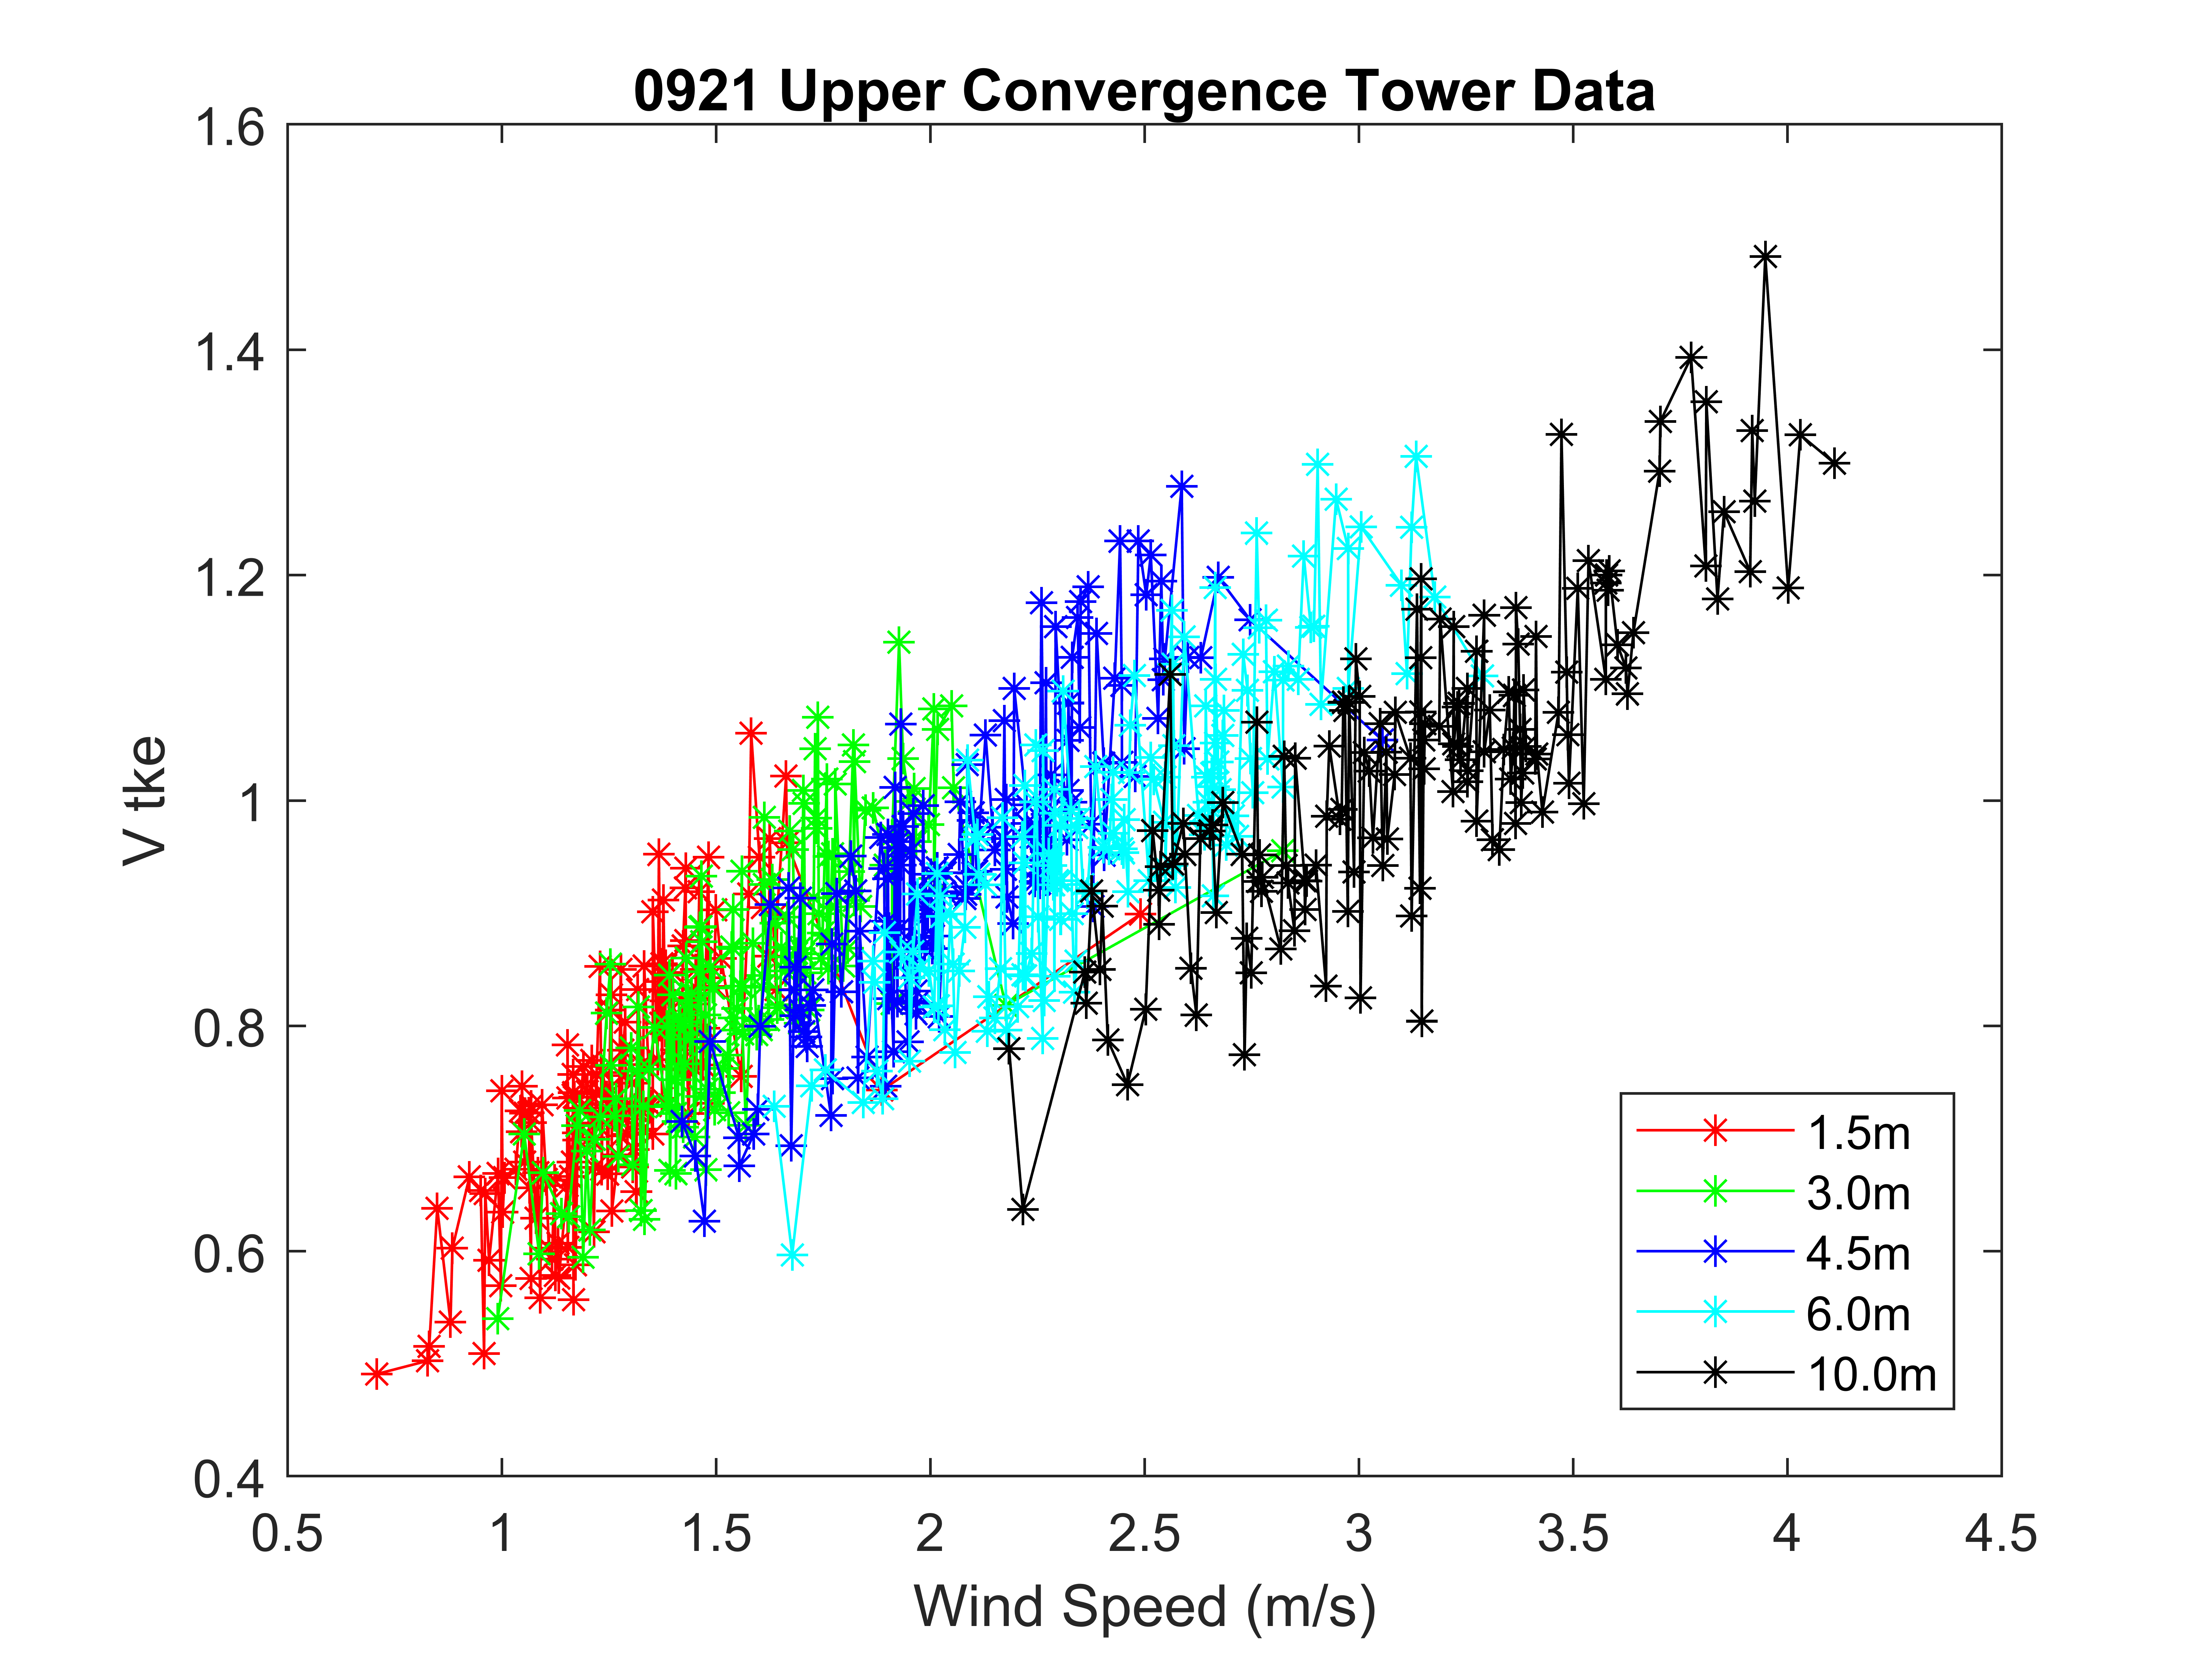 0921 Upper Convergence Tower Data
1.6
1.4
1.2
1
0.8
0.6
0.4
V tke
1.5m
3.0m
4.5m
6.0m
10.0m
0.5 1 1.5 2 2.5 3 3.5 4 4.5
Wind Speed (m/s)